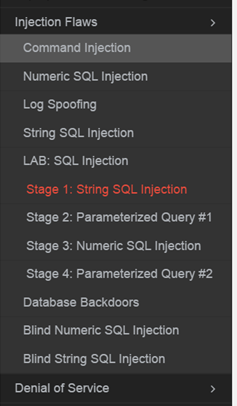 Injection Flaws
Command Injection
Numeric SQL Injection
Log Spoofing
String SQL Injection
LAB: SQL Injection
Stage 1: String SQL Injection
Stage 2: Parameterized Query #1
Stage 3: Numeric SQL Injection
Stage 4: Parameterized Query #2
Database Backdoors
Blind Numeric SQL Injection
Blind String SQL Injection
Denial of Service